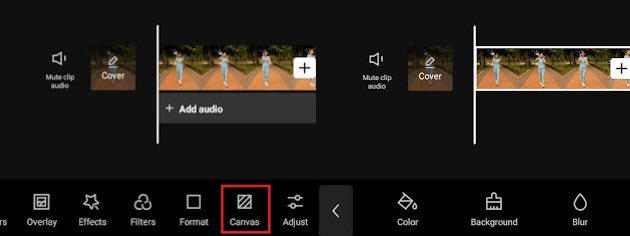 Mute clip
audio
Cover
+ Add audio
rs
Overlay
Effects
Filters
Format
Canvas
Adjust
Mute clip
audio
Cover
Color
Background
Blur